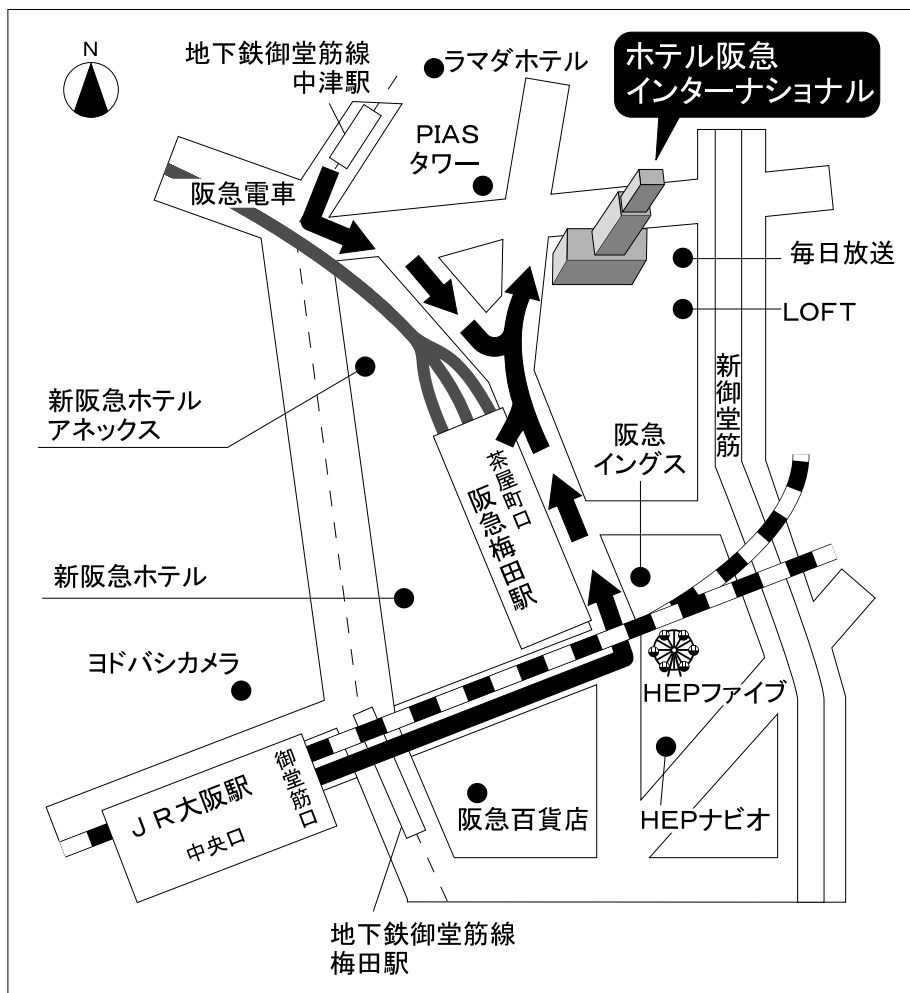 N
地下鉄御堂筋線
中津駅
ラマダホテル
ホテル阪急
インターナショナル
PIAS
タワー
阪急電車
毎日放送
LOFT
新御堂筋
新阪急ホテル
アネックス
阪急
イングス
茶屋町口
阪急梅田駅
新阪急ホテル
ヨドバシカメラ
HEPファイブ
御堂筋口
JR大阪駅
中央口
阪急百貨店
HEPナビオ
地下鉄御堂筋線
梅田駅